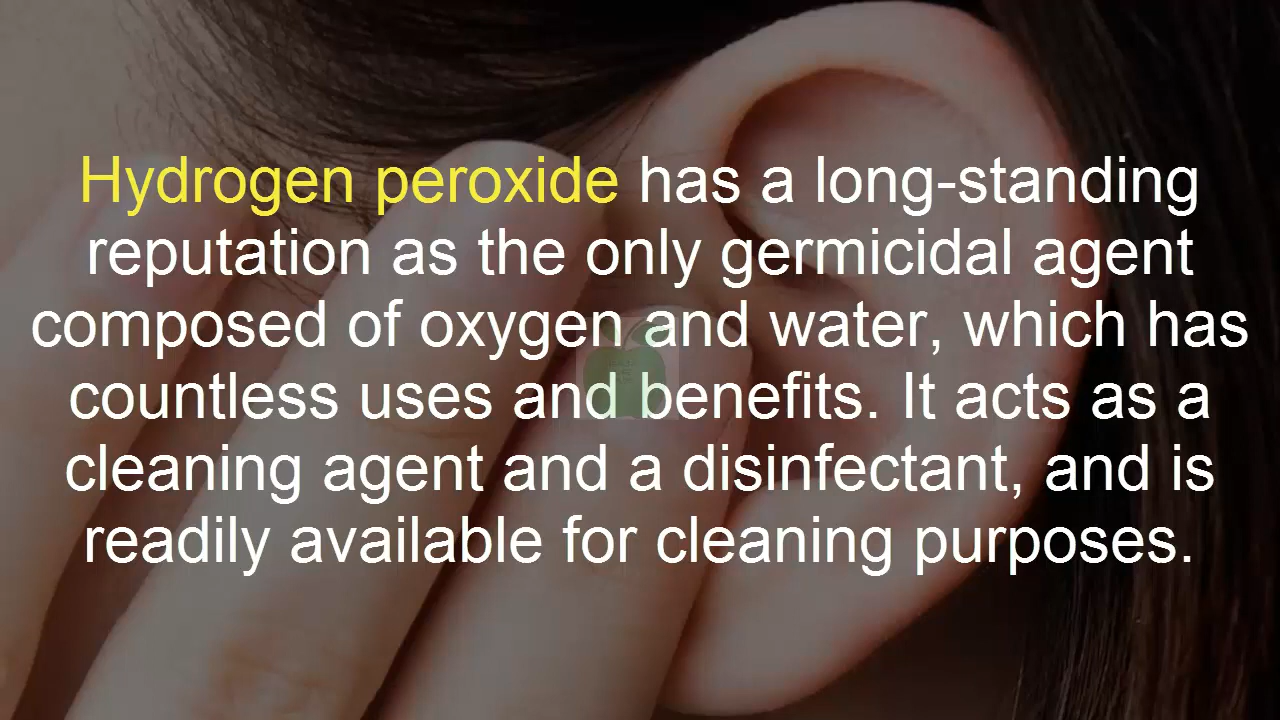 Hydrogen peroxide has a long-standing
reputation as the only germicidal agent
composed of oxygen and water, which has
countless uses and benefits. It acts as a
cleaning agent and a disinfectant, and is
readily available for cleaning purposes.